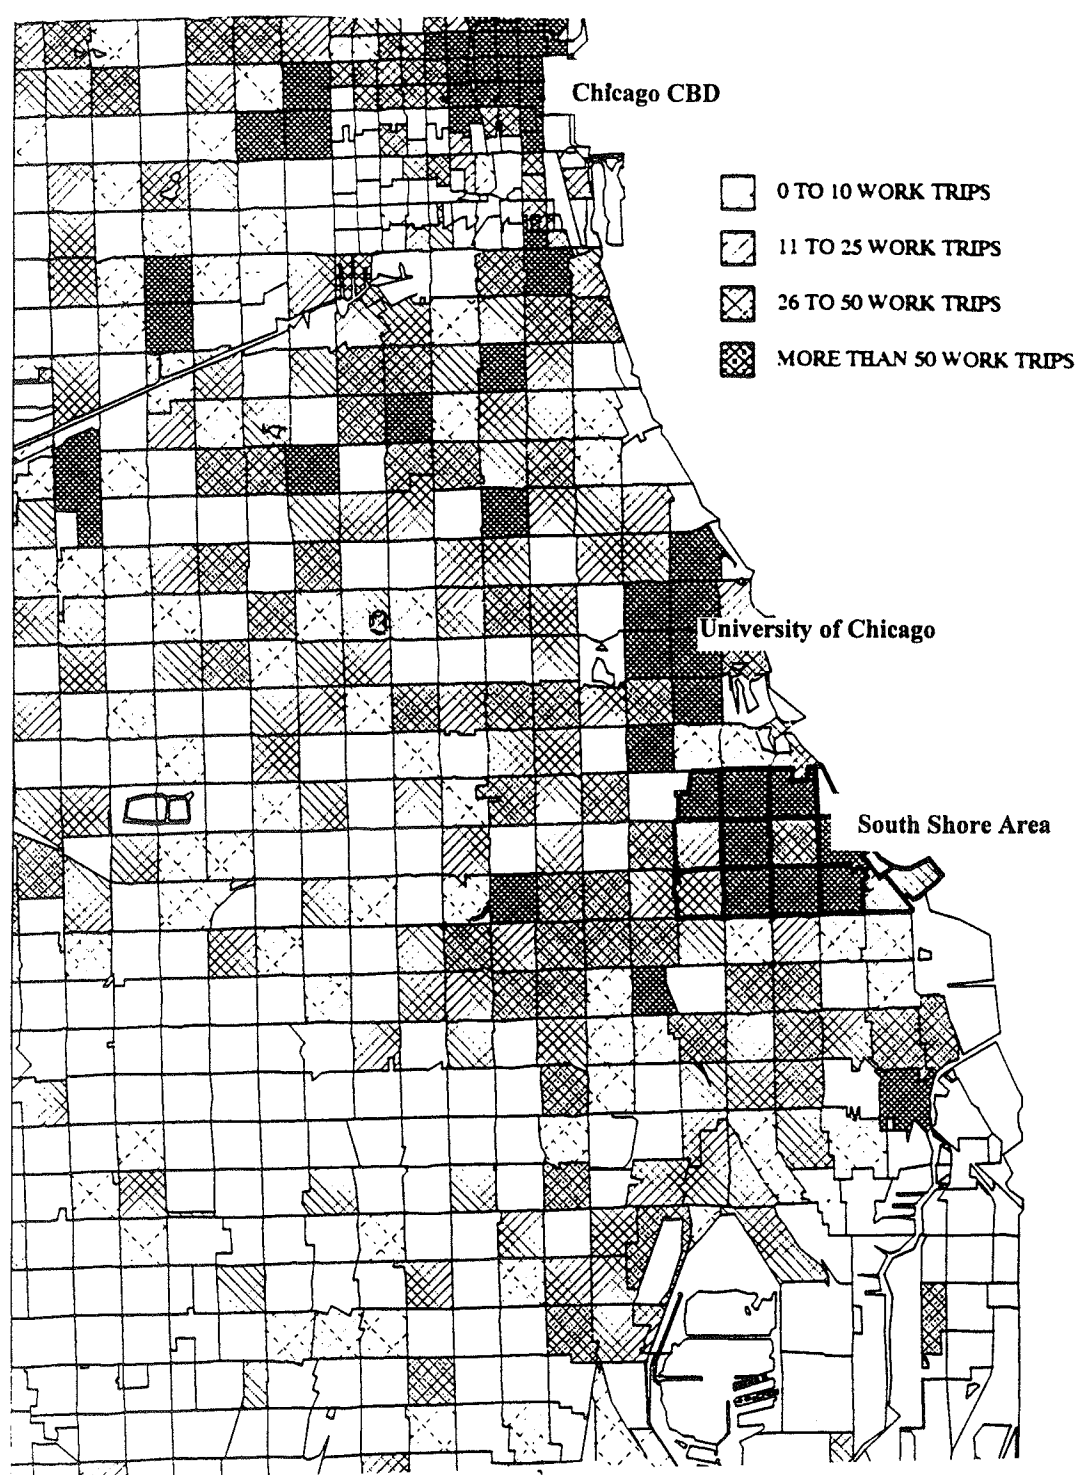 Chicago CBD
0 TO 10 WORK TRIPS
11 TO 25 WORK TRIPS
26 TO 50 WORK TRIPS
MORE THAN 50 WORK TRIPS
University of Chicago
South Shore Area